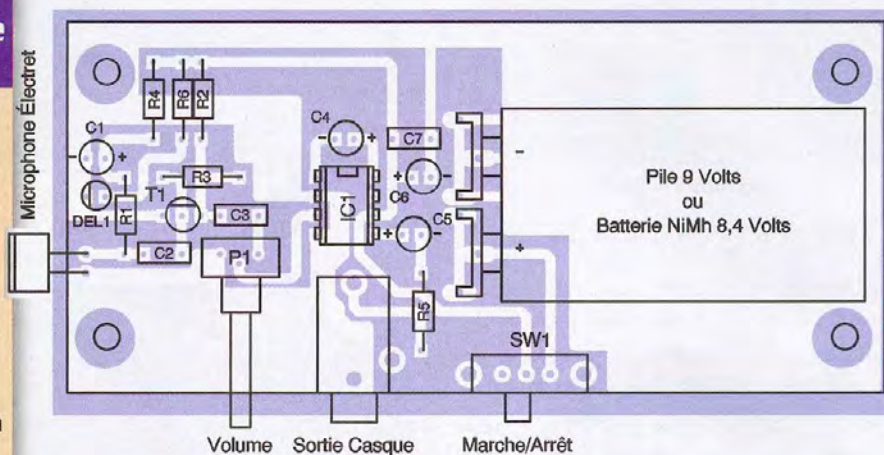 e
Microphone Électret
R4
R6
R2
C1
-
+
DEL1
R1
T1
R3
C2
C3
P1
C4
-
+
IC1
C7
+
C6
-
C5
+
-
R5
-
+
Pile 9 Volts
ou
Batterie NiMh 8,4 Volts
SW1
Volume
Sortie Casque
Marche/Arrêt